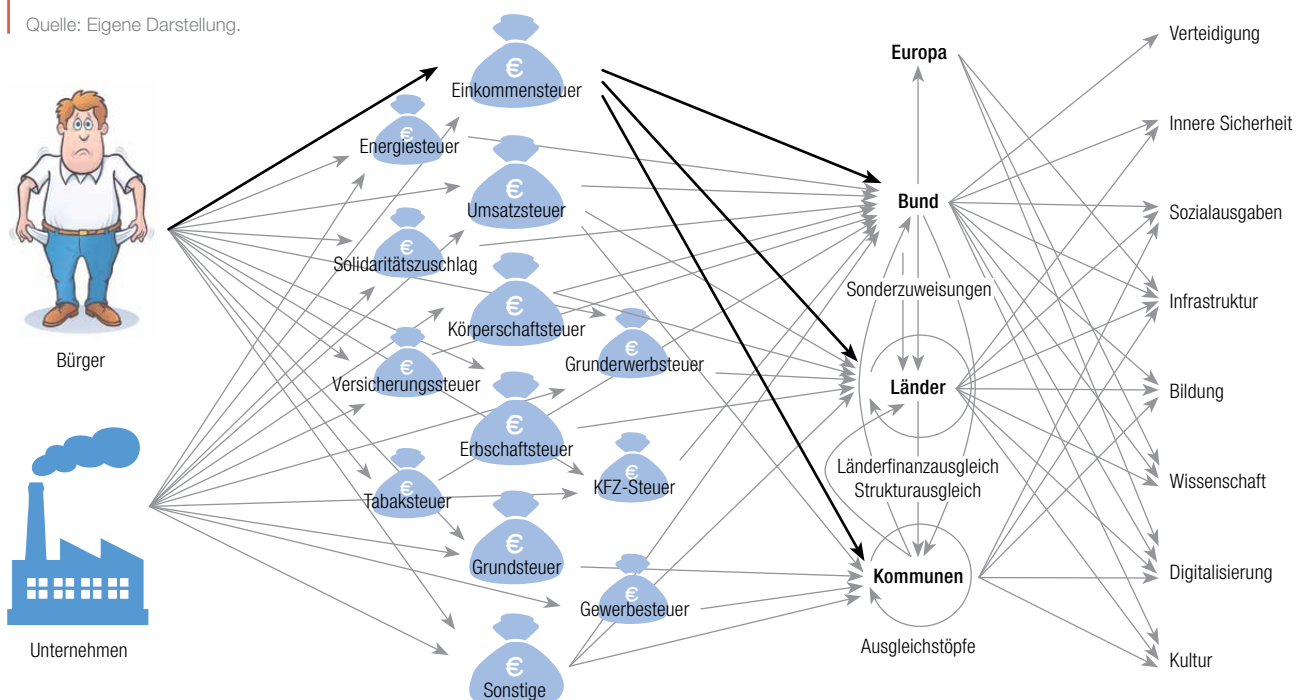 Quelle: Eigene Darstellung.
€
Einkommensteuer
€
Energiesteuer
€
Umsatzsteuer
€
Solidaritätszuschlag
€
Körperschaftsteuer
€
Grunderwerbsteuer
€
Versicherungssteuer
€
Erbschaftsteuer
€
KFZ-Steuer
€
Tabaksteuer
€
Grundsteuer
€
Gewerbesteuer
€
Sonstige
Bürger
Unternehmen
Europa
Bund
Sonderzuweisungen
Länder
Länderfinanzausgleich
Strukturausgleich
Kommunen
Ausgleichstöpfe
Verteidigung
Innere Sicherheit
Sozialausgaben
Infrastruktur
Bildung
Wissenschaft
Digitalisierung
Kultur